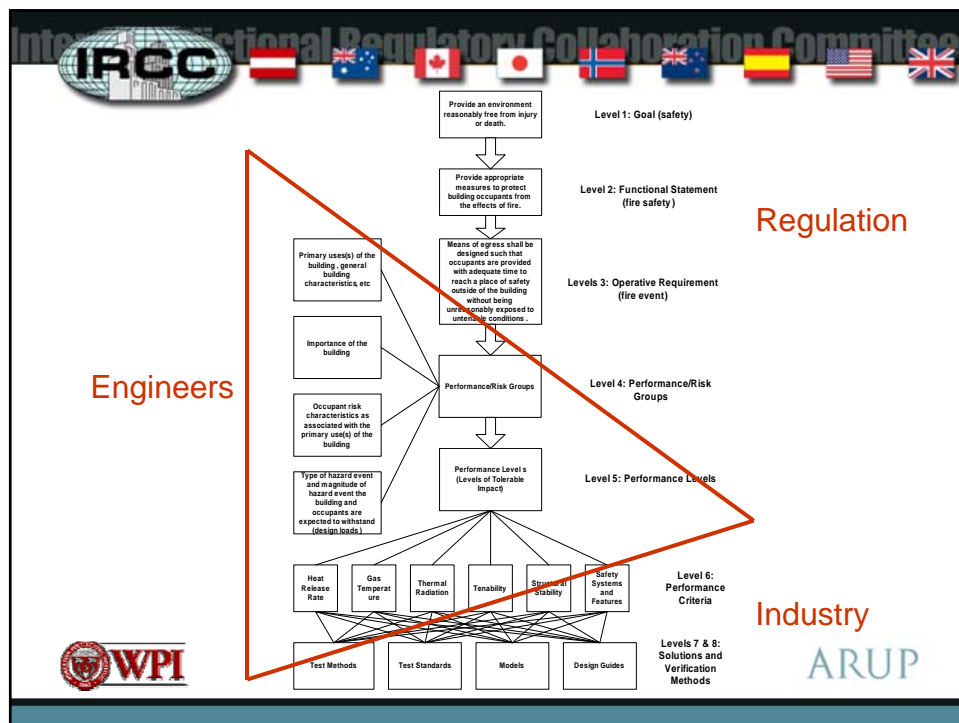 Regulatory Collaboration Committee
IRCC
Provide an environment
reasonably free from injury
or death.
Level 1: Goal (safety)
Provide appropriate
measures to protect
building occupants from
the effects of fire.
Level 2: Functional Statement
(fire safety)
Regulation
Primary uses(s) of the
building , general
building
characteristics, etc
Means of egress shall be
designed such that
occupants are provided
with adequate time to
reach a place of safety
outside of the building
without being
unreasonably exposed to
untenable conditions .
Levels 3: Operative Requirement
(fire event)
Importance of the
building
Engineers
Performance/Risk Groups
Level 4: Performance/Risk
Groups
Occupant risk
characteristics as
associated with the
primary use(s) of the
building
Performance Level s
(Levels of Tolerable
Impact)
Level 5: Performance Levels
Type of hazard event
and magnitude of
hazard event the
building and
occupants are
expected to withstand
(design loads )
Heat
Release
Rate
Gas
Temperat
ure
Thermal
Radiation
Tenability
Structural
Stability
Safety
Systems
and
Features
Level 6:
Performance
Criteria
Industry
Test Methods
Test Standards
Models
Design Guides
Levels 7 & 8:
Solutions and
Verification
Methods
WPI
ARUP